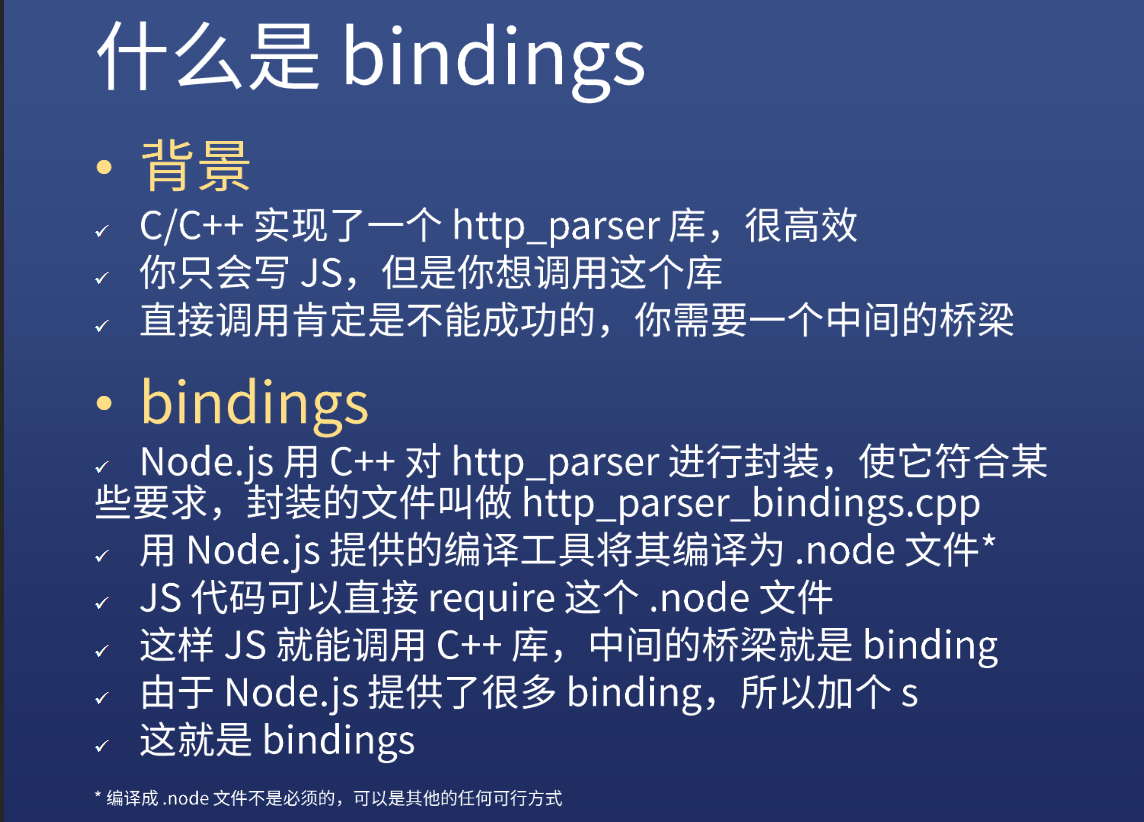 什么是 bindings
• 背景
✓ C/C++ 实现了一个 http_parser 库，很高效
✓ 你只会写 JS，但是你想调用这个库
✓ 直接调用肯定是不能成功的，你需要一个中间的桥梁
• bindings
✓ Node.js 用 C++ 对 http_parser 进行封装，使它符合某
些要求，封装的文件叫做 http_parser_bindings.cpp
✓ 用 Node.js 提供的编译工具将其编译为 .node 文件*
✓ JS 代码可以直接 require 这个 .node 文件
✓ 这样 JS 就能调用 C++ 库，中间的桥梁就是 binding
✓ 由于 Node.js 提供了很多 binding，所以加个 s
✓ 这就是 bindings
* 编译成 .node 文件不是必须的，可以是其他的任何可行方式